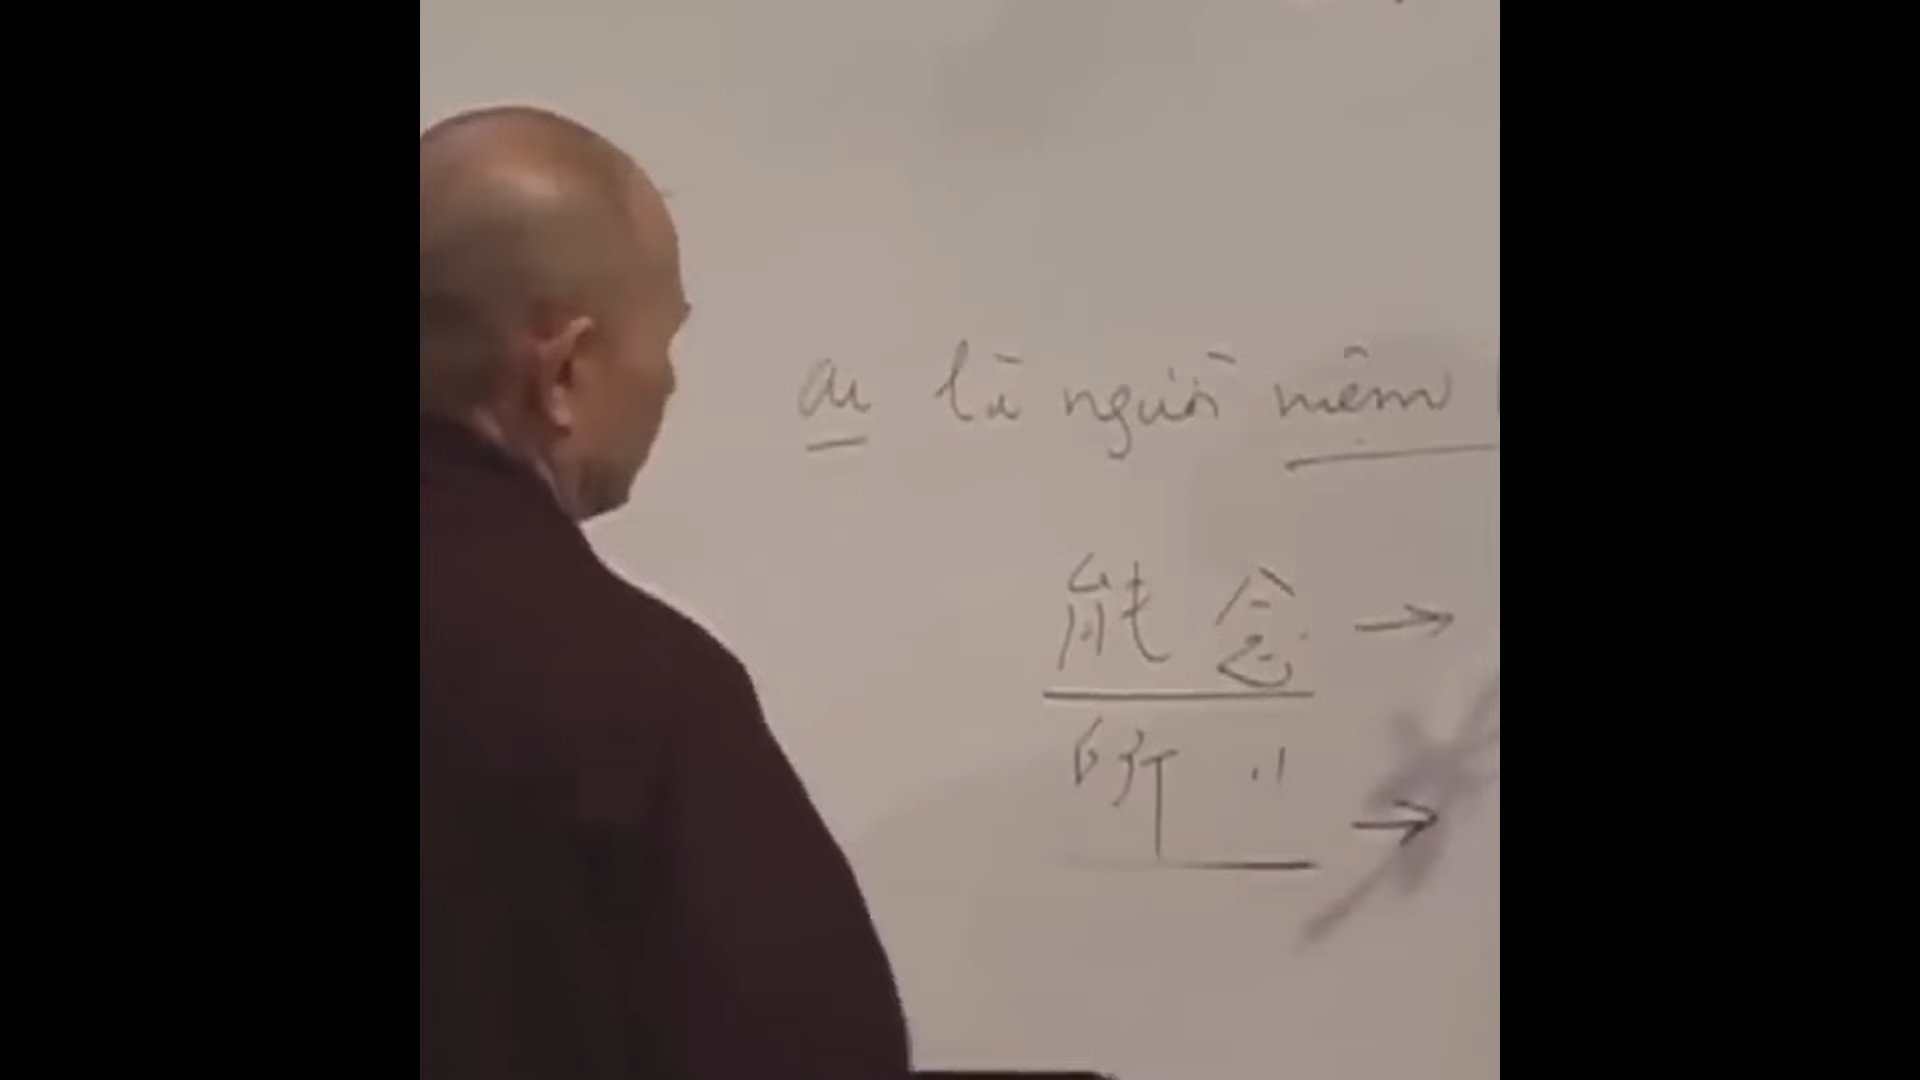 ai là người niệm
能念 →
所 〃 →